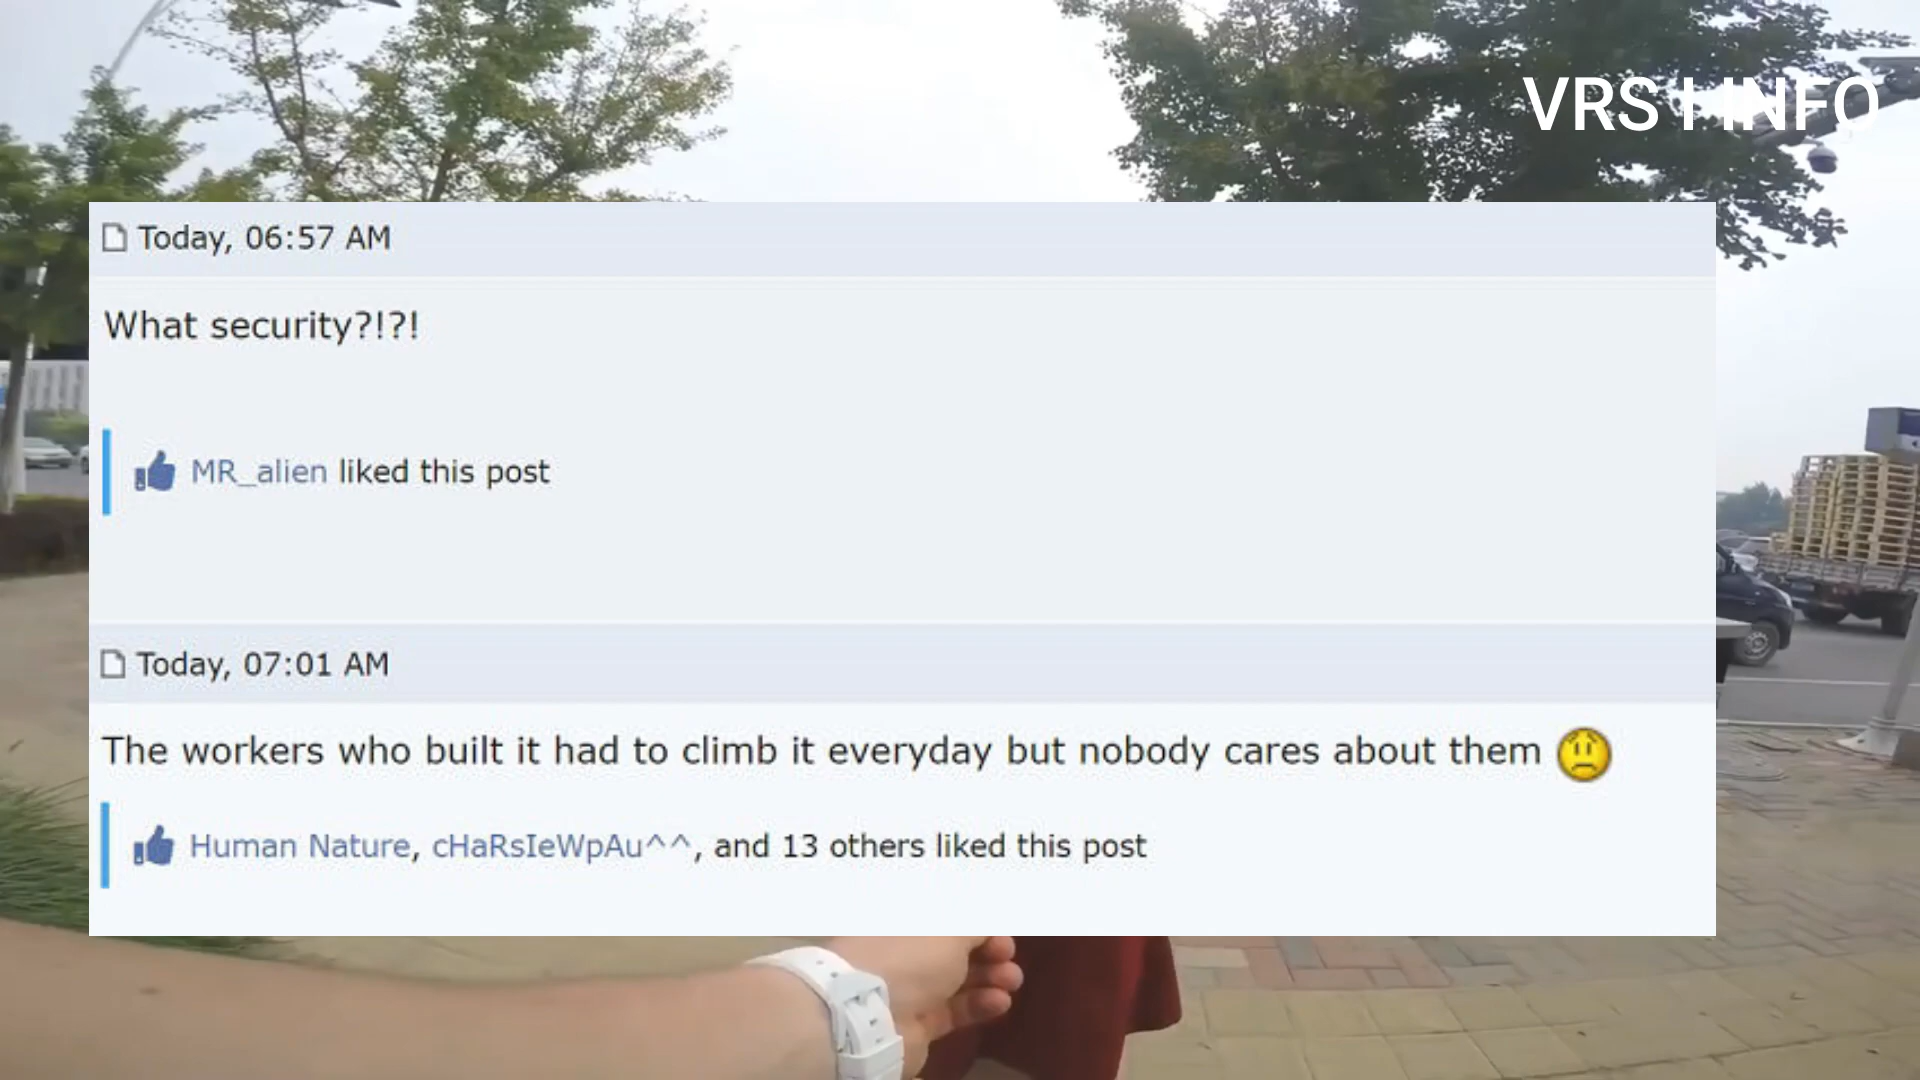 VRS I INFO
Today, 06:57 AM
What security?!?!
MR_alien liked this post
Today, 07:01 AM
The workers who built it had to climb it everyday but nobody cares about them
Human Nature, cHaRsIeWpAu^^, and 13 others liked this post